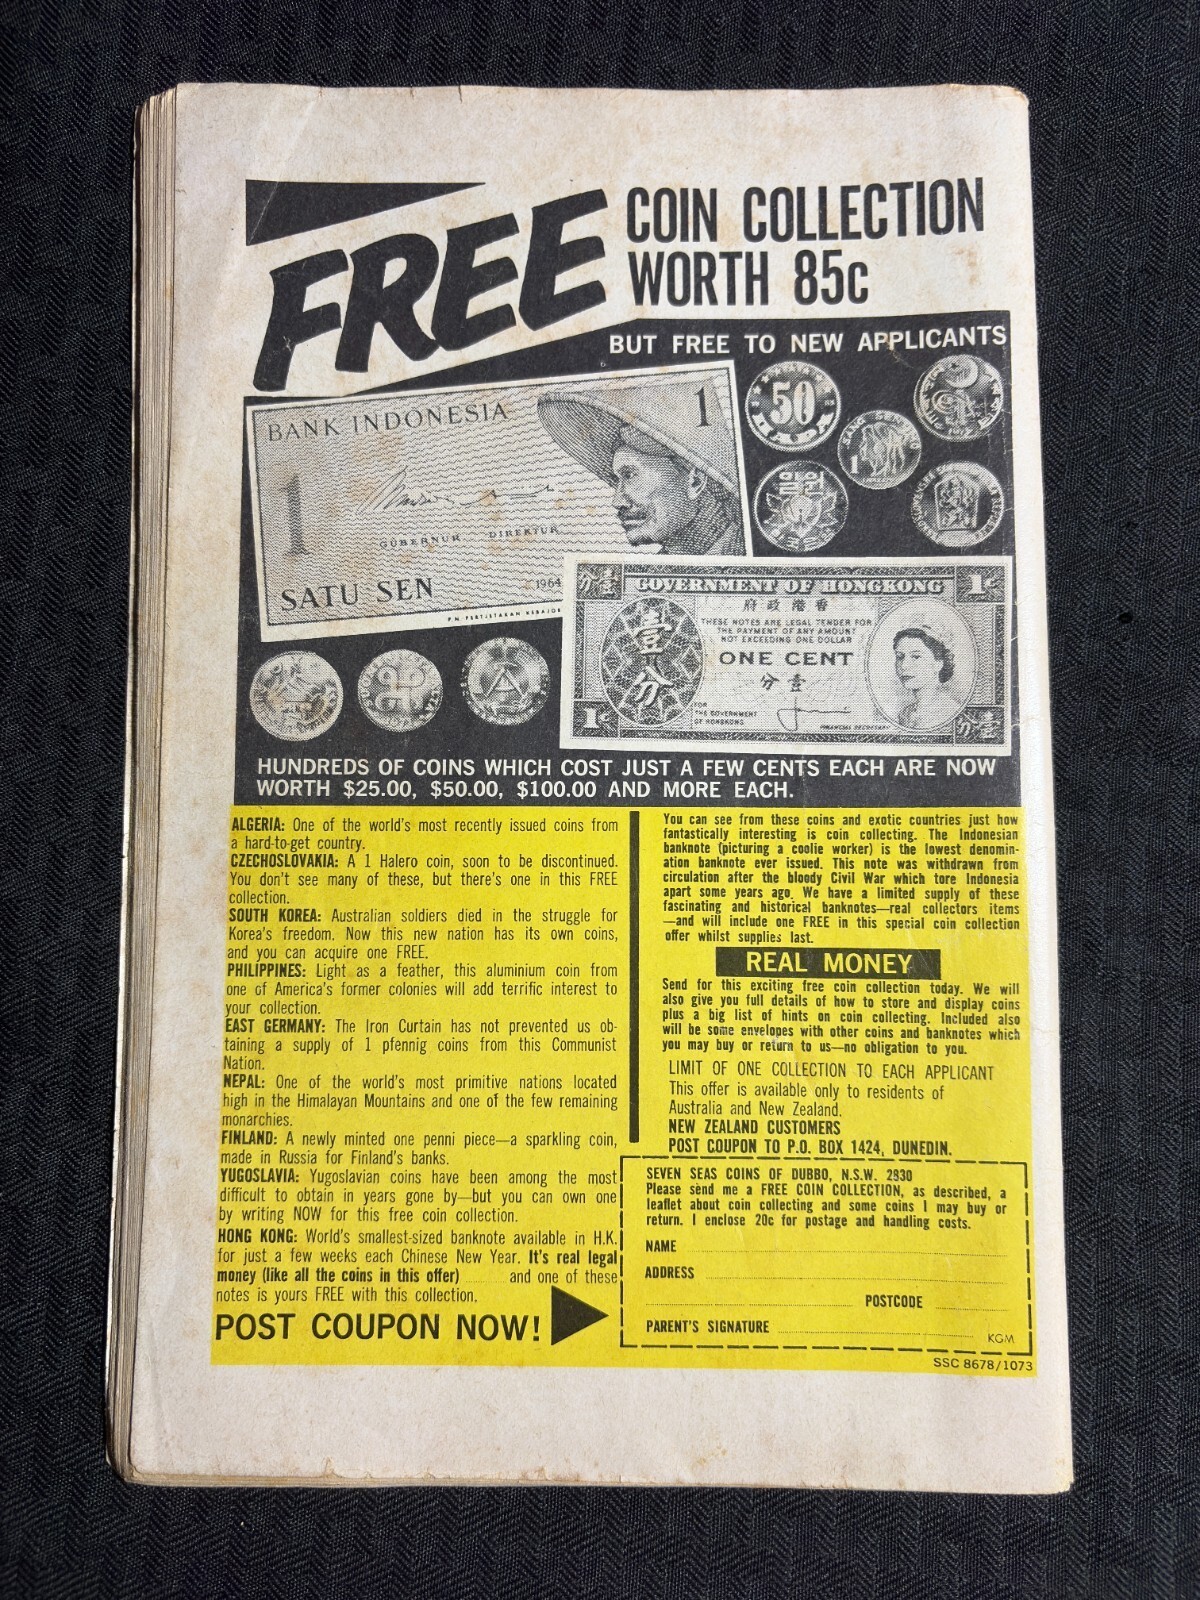 FREE
COIN COLLECTION
WORTH 85c
BUT FREE TO NEW APPLICANTS
BANK INDONESIA
1
1
GUBERNUR DIREKTUR
SATU SEN
1964
50
1
일원
GOVERNMENT OF HONGKONG
1¢
府政港香
THESE NOTES ARE LEGAL TENDER FOR
THE PAYMENT OF ANY AMOUNT
NOT EXCEEDING ONE DOLLAR
壹
分
ONE CENT
分壹
FOR
THE GOVERNMENT
OF HONGKONG
FINANCIAL SECRETARY
1¢
HUNDREDS OF COINS WHICH COST JUST A FEW CENTS EACH ARE NOW
WORTH $25.00, $50.00, $100.00 AND MORE EACH.
ALGERIA: One of the world's most recently issued coins from
a hard-to-get country.
CZECHOSLOVAKIA: A 1 Halero coin, soon to be discontinued.
You don't see many of these, but there's one in this FREE
collection.
SOUTH KOREA: Australian soldiers died in the struggle for
Korea's freedom. Now this new nation has its own coins,
and you can acquire one FREE.
PHILIPPINES: Light as a feather, this aluminium coin from
one of America's former colonies will add terrific interest to
your collection.
EAST GERMANY: The Iron Curtain has not prevented us ob-
taining a supply of 1 pfennig coins from this Communist
Nation.
NEPAL: One of the world's most primitive nations located
high in the Himalayan Mountains and one of the few remaining
monarchies.
FINLAND: A newly minted one penni piece—a sparkling coin,
made in Russia for Finland's banks.
YUGOSLAVIA: Yugoslavian coins have been among the most
difficult to obtain in years gone by—but you can own one
by writing NOW for this free coin collection.
HONG KONG: World's smallest-sized banknote available in H.K.
for just a few weeks each Chinese New Year. It's real legal
money (like all the coins in this offer) ........ and one of these
notes is yours FREE with this collection.
POST COUPON NOW!
You can see from these coins and exotic countries just how
fantastically interesting is coin collecting. The Indonesian
banknote (picturing a coolie worker) is the lowest denomin-
ation banknote ever issued. This note was withdrawn from
circulation after the bloody Civil War which tore Indonesia
apart some years ago. We have a limited supply of these
fascinating and historical banknotes—real collectors items
—and will include one FREE in this special coin collection
offer whilst supplies last.
REAL MONEY
Send for this exciting free coin collection today. We will
also give you full details of how to store and display coins
plus a big list of hints on coin collecting. Included also
will be some envelopes with other coins and banknotes which
you may buy or return to us—no obligation to you.
LIMIT OF ONE COLLECTION TO EACH APPLICANT
This offer is available only to residents of
Australia and New Zealand.
NEW ZEALAND CUSTOMERS
POST COUPON TO P.O. BOX 1424, DUNEDIN.
SEVEN SEAS COINS OF DUBBO, N.S.W. 2830
Please send me a FREE COIN COLLECTION, as described, a
leaflet about coin collecting and some coins I may buy or
return. I enclose 20c for postage and handling costs.
NAME
ADDRESS
POSTCODE
PARENT'S SIGNATURE
KGM
SSC 8678/1073